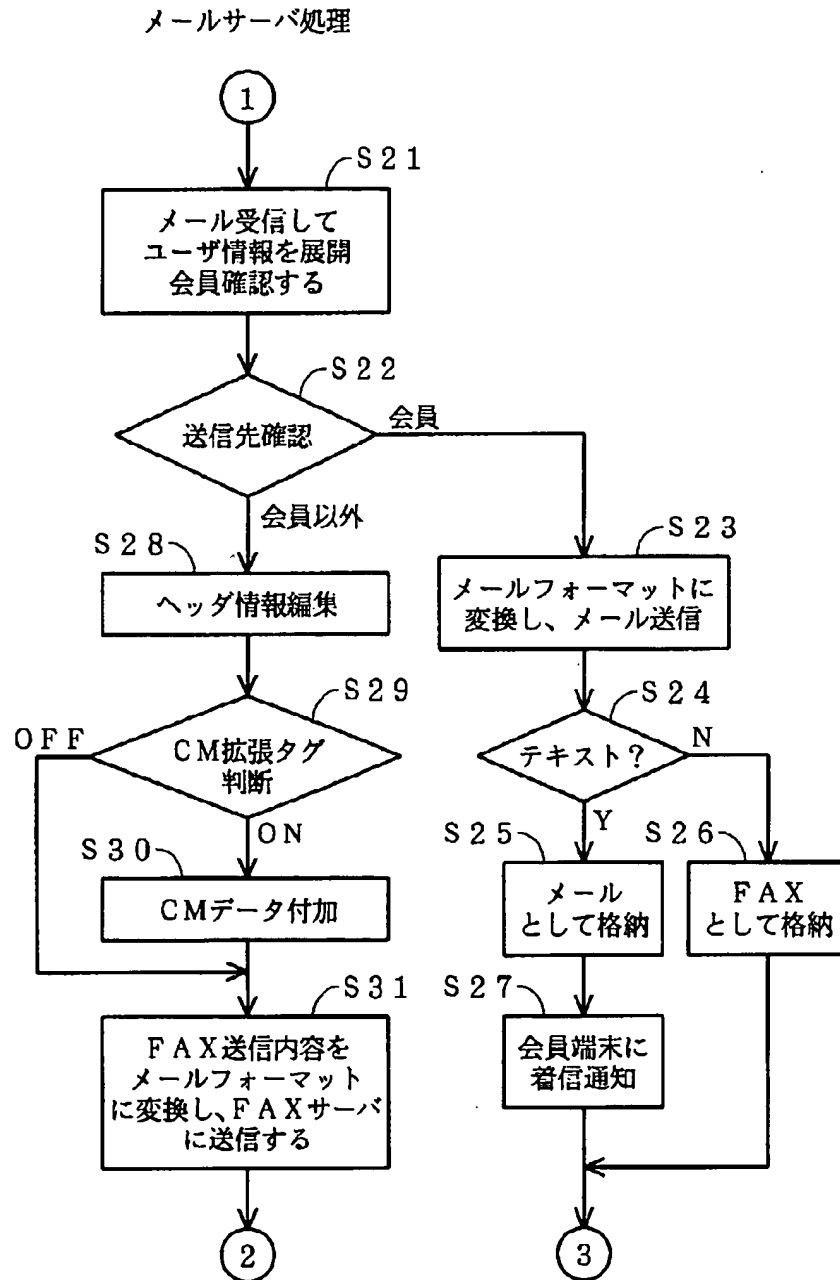 メールサーバ処理
1
S21
メール受信して
ユーザ情報を展開
会員確認する
S22
送信先確認
会員
会員以外
S28
ヘッダ情報編集
S29
OFF
CM拡張タグ
判断
ON
S30
CMデータ付加
S31
FAX送信内容を
メールフォーマット
に変換し、FAXサーバ
に送信する
2
S23
メールフォーマットに
変換し、メール送信
S24
テキスト?
N
Y
S25
メール
として格納
S26
FAX
として格納
S27
会員端末に
着信通知
3